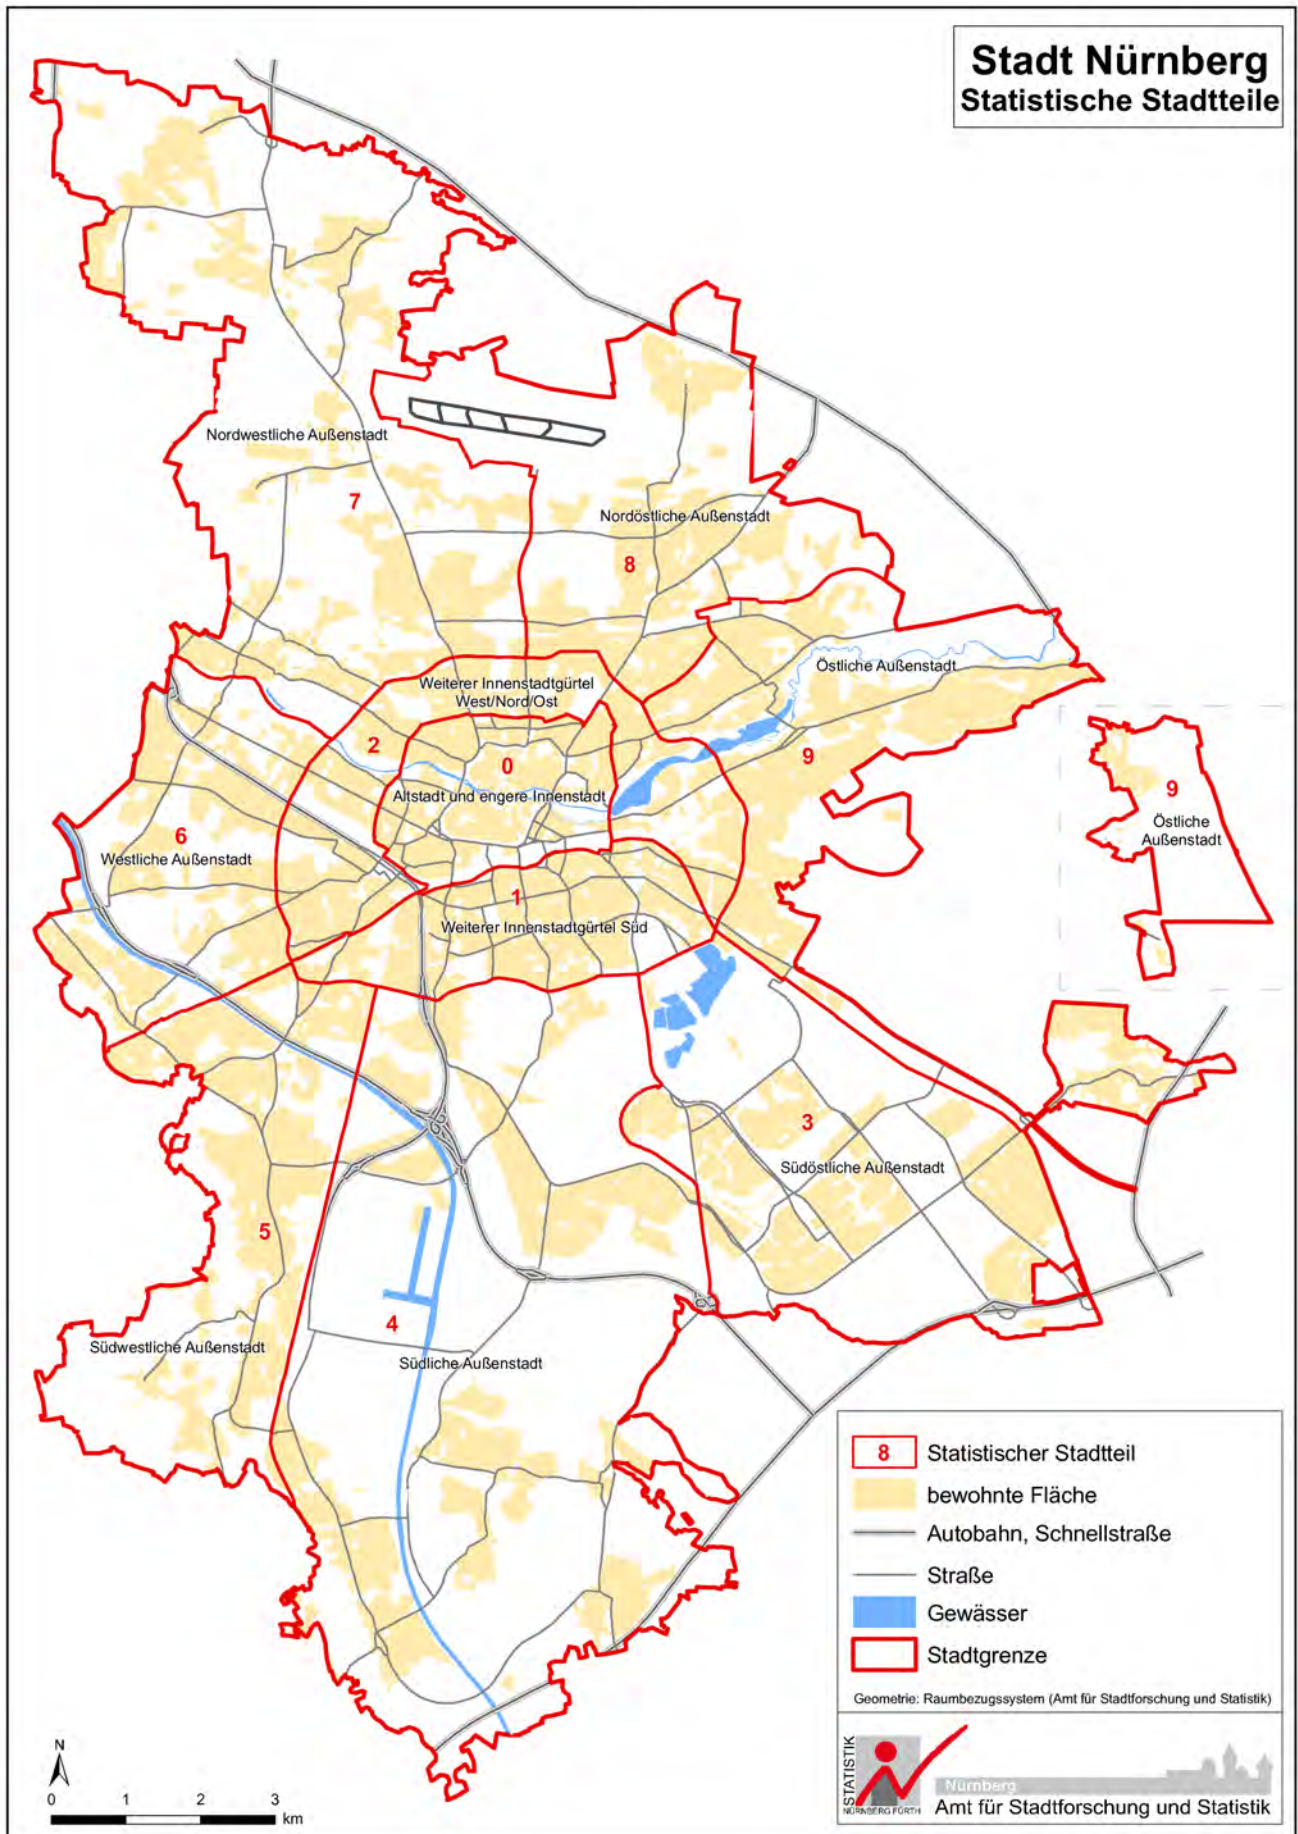 Stadt Nürnberg
Statistische Stadtteile
Nordwestliche Außenstadt
7
Nordöstliche Außenstadt
8
Östliche Außenstadt
Weiterer Innenstadtgürtel
West/Nord/Ost
2
0
9
Altstadt und engere Innenstadt
9
Östliche
Außenstadt
6
Westliche Außenstadt
1
Weiterer Innenstadtgürtel Süd
3
Südöstliche Außenstadt
5
4
Südwestliche Außenstadt
Südliche Außenstadt
8 Statistischer Stadtteil
bewohnte Fläche
Autobahn, Schnellstraße
Straße
Gewässer
Stadtgrenze
Geometrie: Raumbezugssystem (Amt für Stadtforschung und Statistik)
STATISTIK
NÜRNBERG FÜRTH
Nürnberg
Amt für Stadtforschung und Statistik
N
0 1 2 3
km